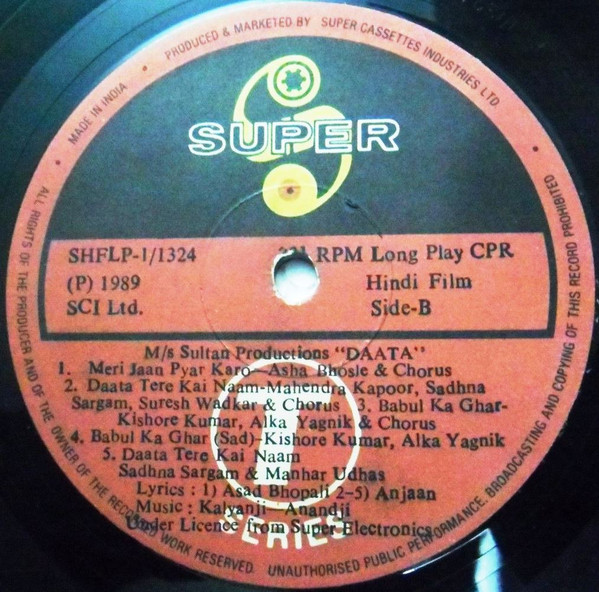 MADE IN INDIA • PRODUCED & MARKETED BY SUPER CASSETTES INDUSTRIES LTD.
SUPER
SHFLP-1/1324
RPM Long Play CPR
(P) 1989
Hindi Film
SCI Ltd.
Side-B
M/s Sultan Productions "DAATA"
1. Meri Jaan Pyar Karo—Asha Bhosle & Chorus
2. Daata Tere Kai Naam-Mahendra Kapoor, Sadhna
Sargam, Suresh Wadkar & Chorus 3. Babul Ka Ghar-
Kishore Kumar, Alka Yagnik & Chorus
4. Babul Ka Ghar (Sad)-Kishore Kumar, Alka Yagnik
5. Daata Tere Kai Naam
Sadhna Sargam & Manhar Udhas
Lyrics : 1) Asad Bhopali 2-5) Anjaan
Music : Kalyanji—Anandji
Under Licence from Super Electronics
T
SERIES
ALL RIGHTS OF THE PRODUCER AND OF THE OWNER OF THE RECORDED WORK RESERVED. UNAUTHORISED PUBLIC PERFORMANCE, BROADCASTING AND COPYING OF THIS RECORD PROHIBITED